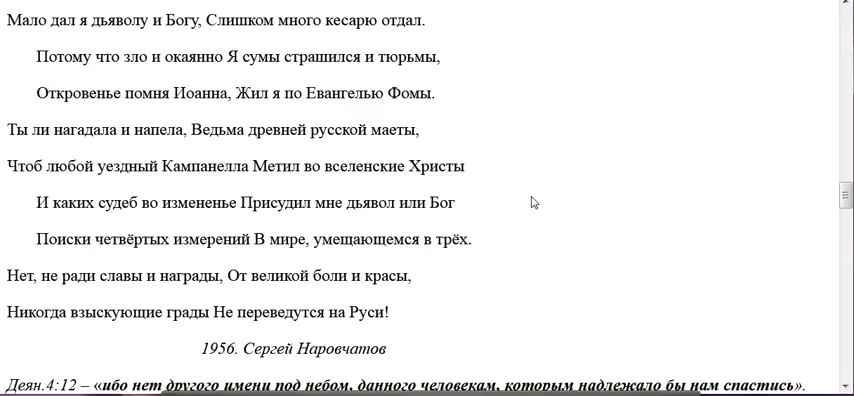 Мало дал я дьяволу и Богу, Слишком много кесарю отдал.
Потому что зло и окаянно Я сумы страшился и тюрьмы,
Откровенье помня Иоанна, Жил я по Евангелью Фомы.
Ты ли нагадала и напела, Ведьма древней русской маеты,
Чтоб любой уездный Кампанелла Метил во вселенские Христы
И каких судеб во измененье Присудил мне дьявол или Бог
Поиски четвёртых измерений В мире, умещающемся в трёх.
Нет, не ради славы и награды, От великой боли и красы,
Никогда взыскующие грады Не переведутся на Руси!
1956. Сергей Наровчатов
Деян.4:12 – «ибо нет другого имени под небом, данного человекам, которым надлежало бы нам спастись».